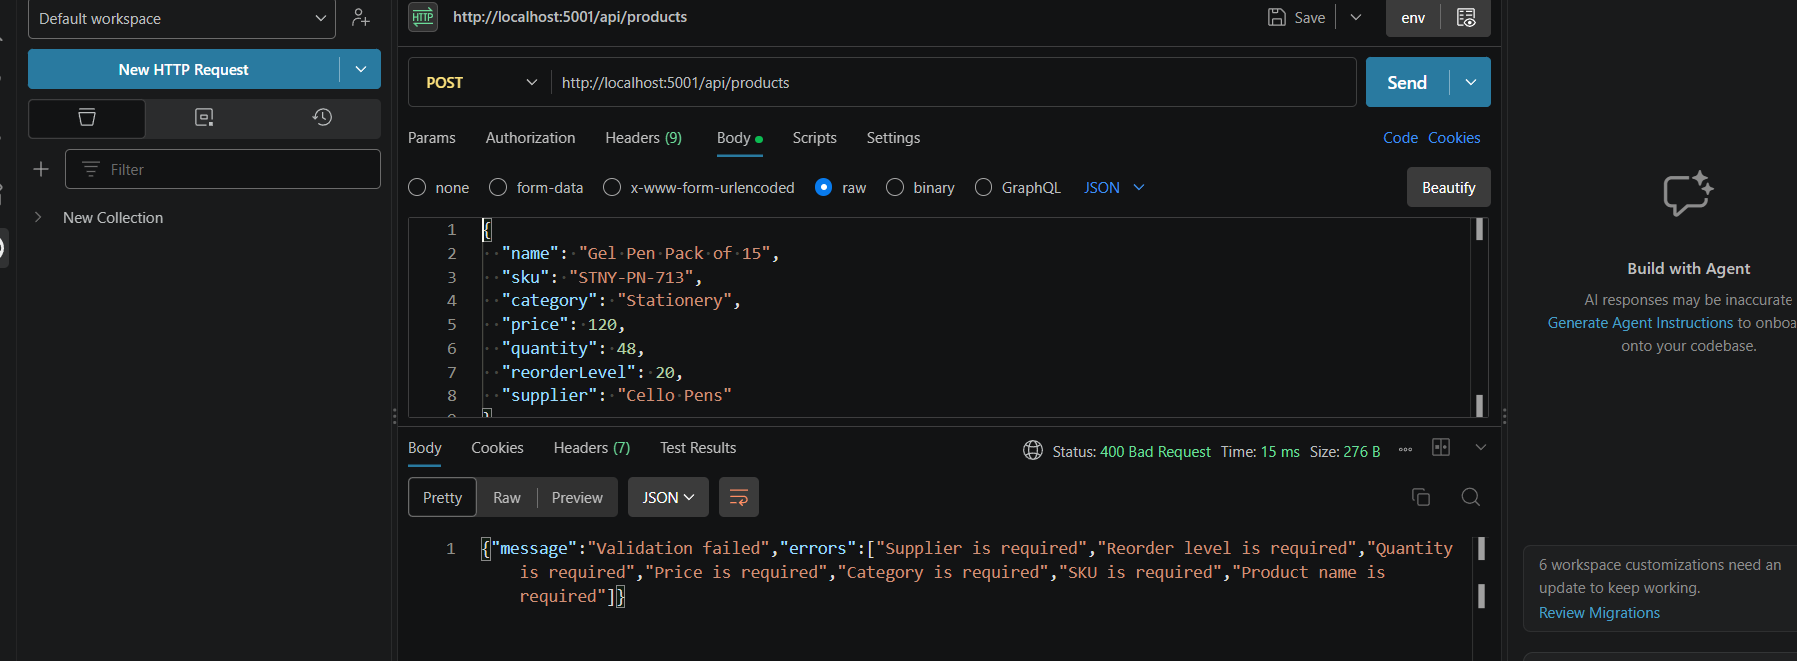 Default workspace
New HTTP Request
Filter
New Collection
HTTP
http://localhost:5001/api/products
Save
env
POST
http://localhost:5001/api/products
Send
Params
Authorization
Headers (9)
Body
Scripts
Settings
Code
Cookies
none
form-data
x-www-form-urlencoded
raw
binary
GraphQL
JSON
Beautify
1 {
2 "name": "Gel Pen Pack of 15",
3 "sku": "STNY-PN-713",
4 "category": "Stationery",
5 "price": 120,
6 "quantity": 48,
7 "reorderLevel": 20,
8 "supplier": "Cello Pens"
9 }
Body
Cookies
Headers (7)
Test Results
Status: 400 Bad Request Time: 15 ms Size: 276 B
Pretty
Raw
Preview
JSON
1 {"message":"Validation failed","errors":["Supplier is required","Reorder level is required","Quantity
is required","Price is required","Category is required","SKU is required","Product name is
required"]}
Build with Agent
AI responses may be inaccurate
Generate Agent Instructions to onboa
onto your codebase.
6 workspace customizations need an
update to keep working.
Review Migrations